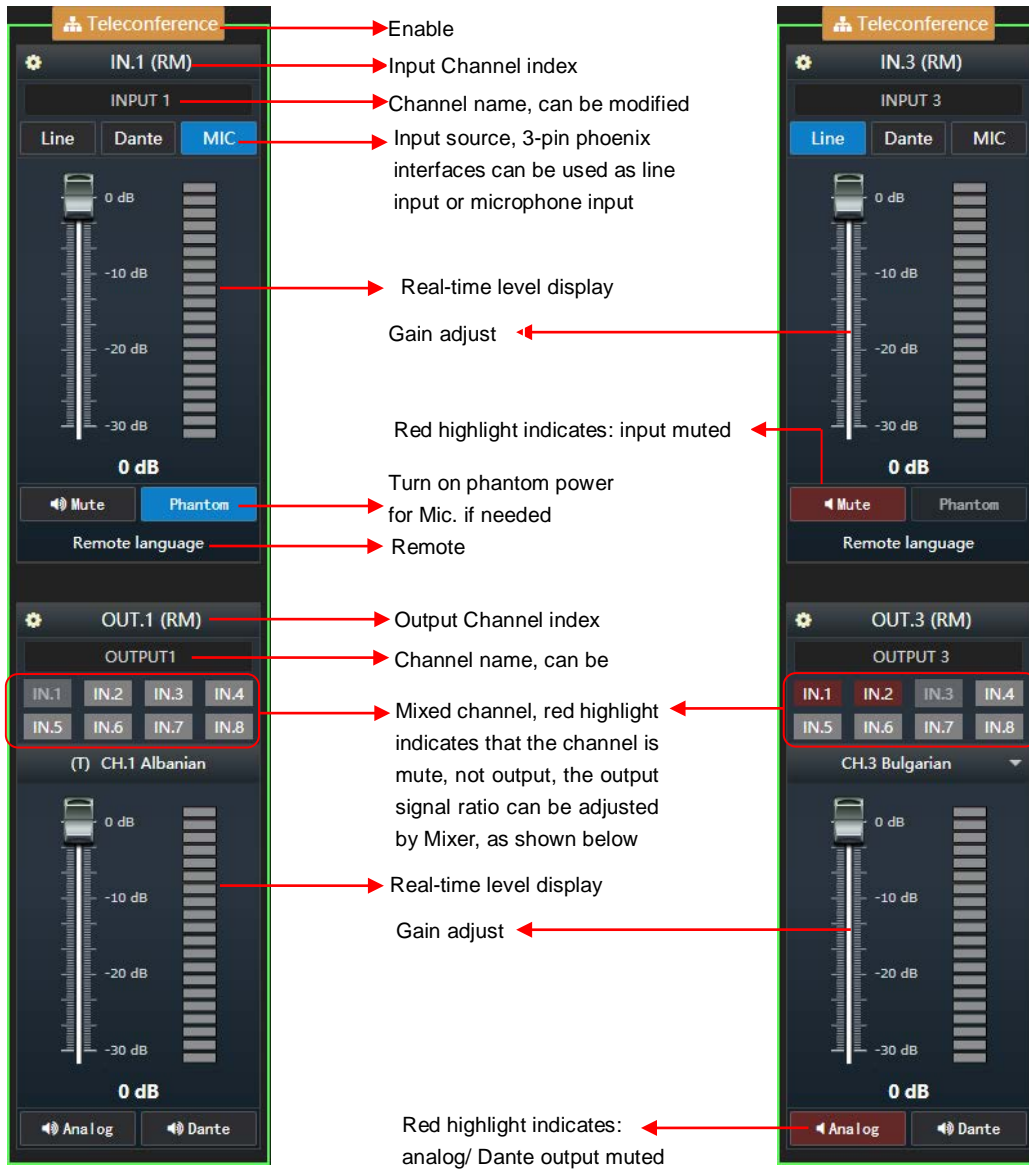 Teleconference
IN.1 (RM)
INPUT 1
Line Dante MIC
0 dB
-10 dB
-20 dB
-30 dB
0 dB
Mute Phantom
Remote language
OUT.1 (RM)
OUTPUT1
IN.1 IN.2 IN.3 IN.4
IN.5 IN.6 IN.7 IN.8
(T) CH.1 Albanian
0 dB
-10 dB
-20 dB
-30 dB
0 dB
Analog Dante
Enable
Input Channel index
Channel name, can be modified
Input source, 3-pin phoenix
interfaces can be used as line
input or microphone input
Real-time level display
Gain adjust
Red highlight indicates: input muted
Turn on phantom power
for Mic. if needed
Remote
Output Channel index
Channel name, can be
Mixed channel, red highlight
indicates that the channel is
mute, not output, the output
signal ratio can be adjusted
by Mixer, as shown below
Real-time level display
Gain adjust
Red highlight indicates:
analog/ Dante output muted
Teleconference
IN.3 (RM)
INPUT 3
Line Dante MIC
0 dB
-10 dB
-20 dB
-30 dB
0 dB
Mute Phantom
Remote language
OUT.3 (RM)
OUTPUT 3
IN.1 IN.2 IN.3 IN.4
IN.5 IN.6 IN.7 IN.8
CH.3 Bulgarian
0 dB
-10 dB
-20 dB
-30 dB
0 dB
Analog Dante